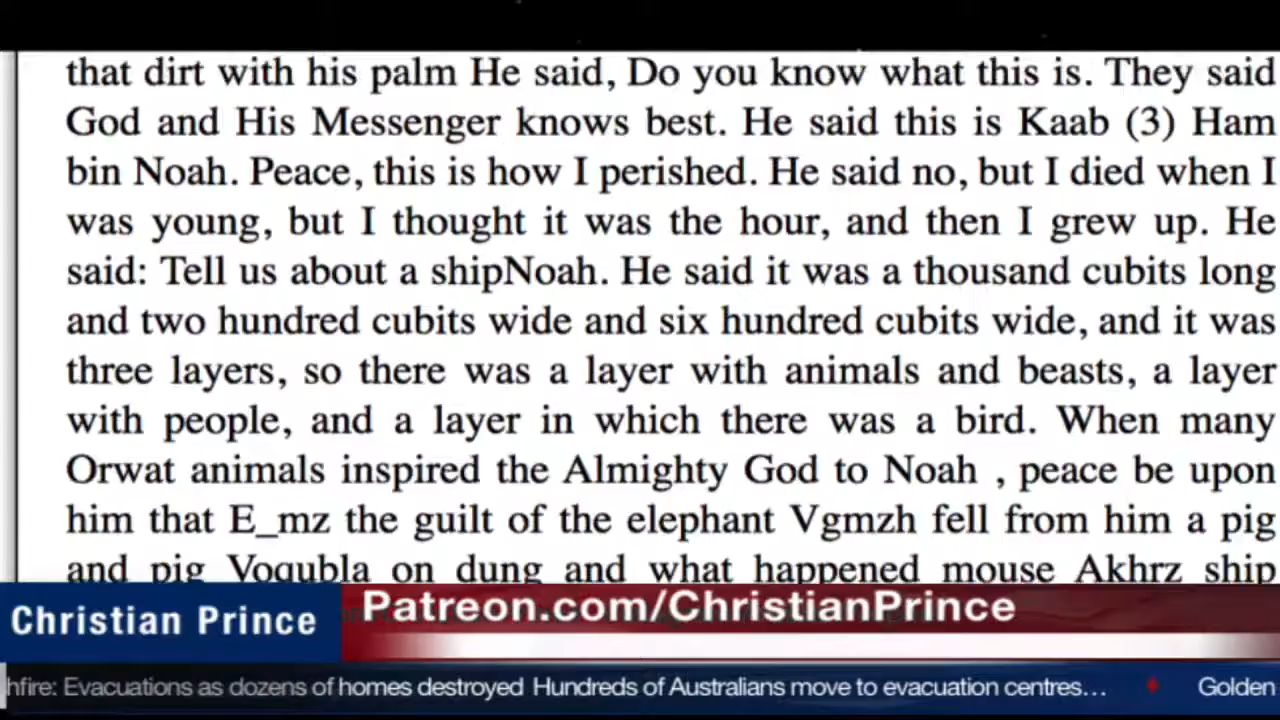 that dirt with his palm He said, Do you know what this is. They said
God and His Messenger knows best. He said this is Kaab (3) Ham
bin Noah. Peace, this is how I perished. He said no, but I died when I
was young, but I thought it was the hour, and then I grew up. He
said: Tell us about a shipNoah. He said it was a thousand cubits long
and two hundred cubits wide and six hundred cubits wide, and it was
three layers, so there was a layer with animals and beasts, a layer
with people, and a layer in which there was a bird. When many
Orwat animals inspired the Almighty God to Noah , peace be upon
him that E_mz the guilt of the elephant Vgmzh fell from him a pig
and pig Voqubla on dung and what happened mouse Akhrz ship
Christian Prince
Patreon.com/ChristianPrince
hfire: Evacuations as dozens of homes destroyed Hundreds of Australians move to evacuation centres... Golden